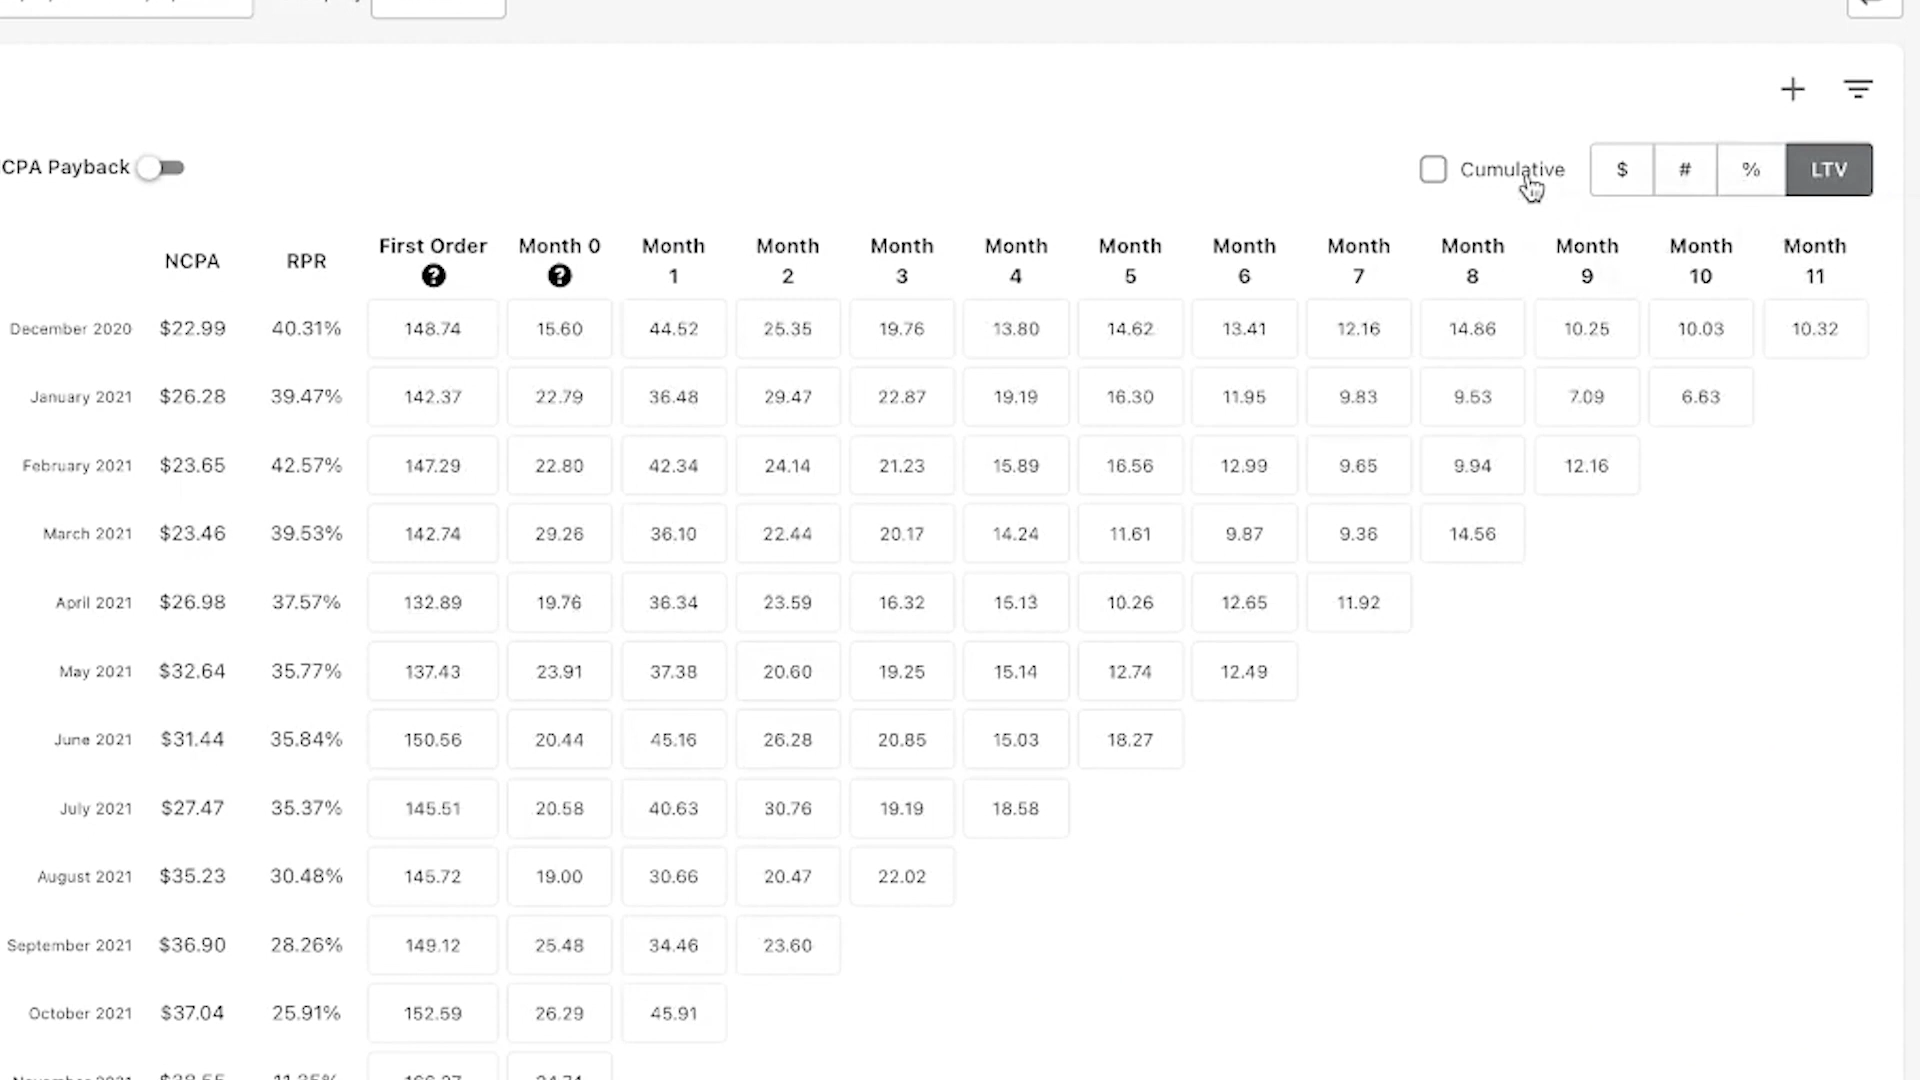 CPA Payback
Cumulative $ # % LTV
NCPA RPR First Order Month 0 Month 1 Month 2 Month 3 Month 4 Month 5 Month 6 Month 7 Month 8 Month 9 Month 10 Month 11
December 2020 $22.99 40.31% 148.74 15.60 44.52 25.35 19.76 13.80 14.62 13.41 12.16 14.86 10.25 10.03 10.32
January 2021 $26.28 39.47% 142.37 22.79 36.48 29.47 22.87 19.19 16.30 11.95 9.83 9.53 7.09 6.63
February 2021 $23.65 42.57% 147.29 22.80 42.34 24.14 21.23 15.89 16.56 12.99 9.65 9.94 12.16
March 2021 $23.46 39.53% 142.74 29.26 36.10 22.44 20.17 14.24 11.61 9.87 9.36 14.56
April 2021 $26.98 37.57% 132.89 19.76 36.34 23.59 16.32 15.13 10.26 12.65 11.92
May 2021 $32.64 35.77% 137.43 23.91 37.38 20.60 19.25 15.14 12.74 12.49
June 2021 $31.44 35.84% 150.56 20.44 45.16 26.28 20.85 15.03 18.27
July 2021 $27.47 35.37% 145.51 20.58 40.63 30.76 19.19 18.58
August 2021 $35.23 30.48% 145.72 19.00 30.66 20.47 22.02
September 2021 $36.90 28.26% 149.12 25.48 34.46 23.60
October 2021 $37.04 25.91% 152.59 26.29 45.91